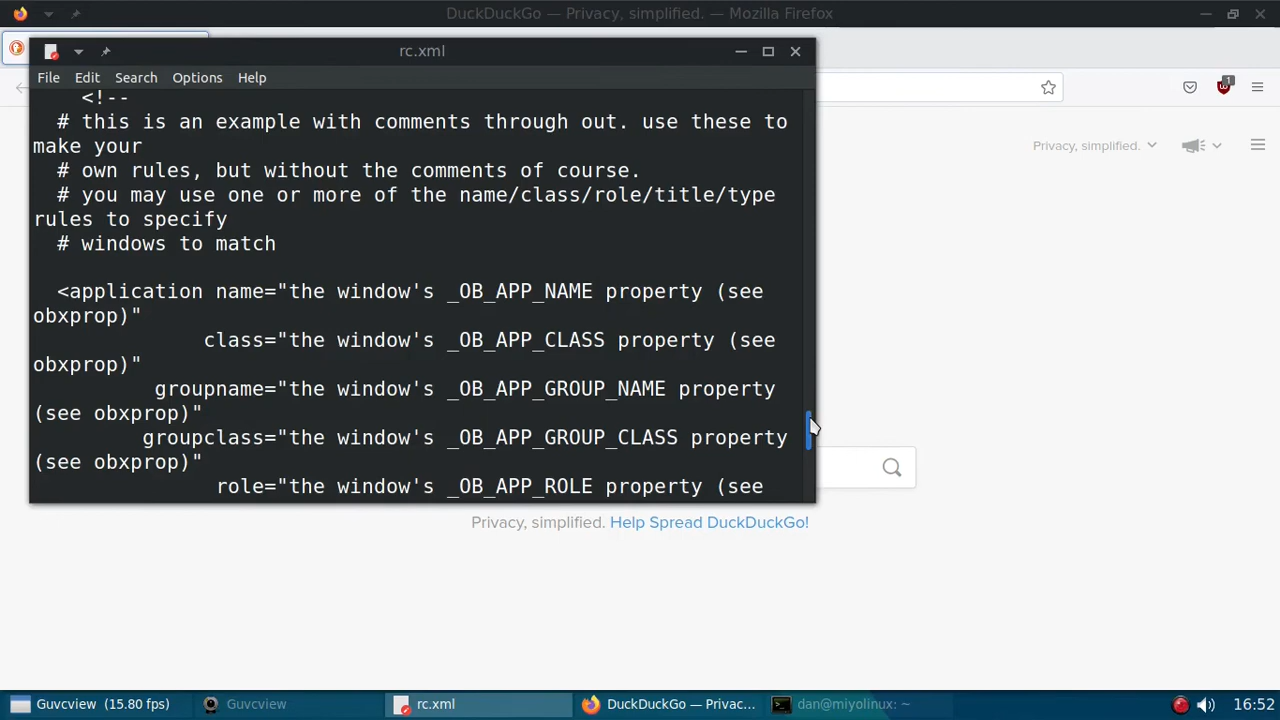 DuckDuckGo — Privacy, simplified. — Mozilla Firefox
rc.xml
File Edit Search Options Help
<!--
# this is an example with comments through out. use these to
make your
# own rules, but without the comments of course.
# you may use one or more of the name/class/role/title/type
rules to specify
# windows to match
<application name="the window's _OB_APP_NAME property (see
obxprop)"
class="the window's _OB_APP_CLASS property (see
obxprop)"
groupname="the window's _OB_APP_GROUP_NAME property
(see obxprop)"
groupclass="the window's _OB_APP_GROUP_CLASS property
(see obxprop)"
role="the window's _OB_APP_ROLE property (see
1
Privacy, simplified.
Privacy, simplified. Help Spread DuckDuckGo!
Guvcview (15.80 fps)
Guvcview
rc.xml
DuckDuckGo — Privac...
dan@miyolinux: ~
16:52